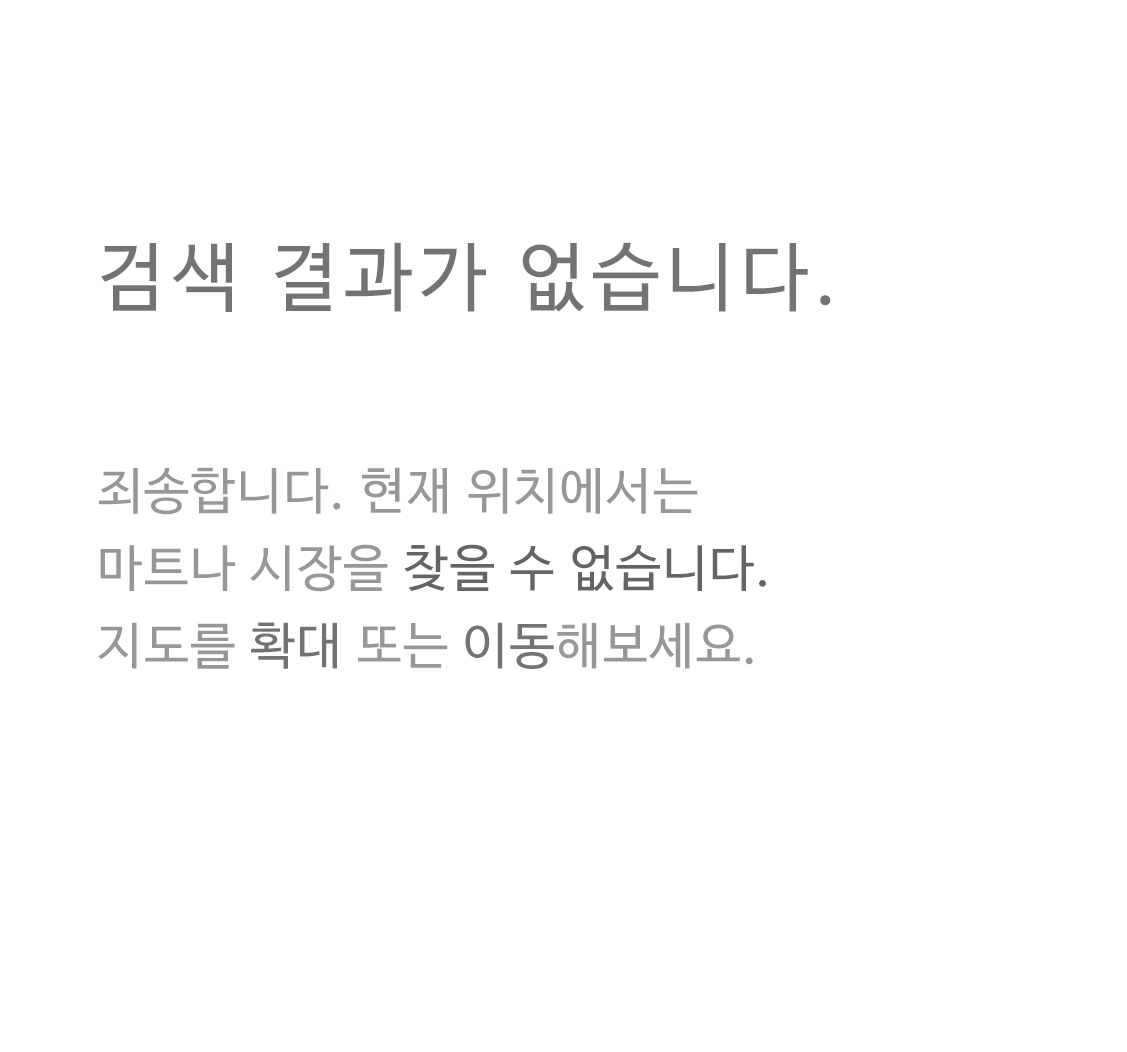 검색 결과가 없습니다.
죄송합니다. 현재 위치에서는
마트나 시장을 찾을 수 없습니다.
지도를 확대 또는 이동해보세요.